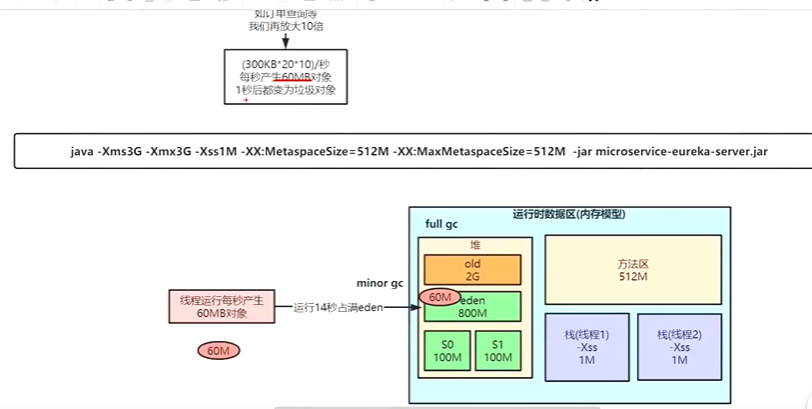 如订单查询等
我们再放大10倍
(300KB*20*10)/秒
每秒产生60MB对象
1秒后都变为垃圾对象
java -Xms3G -Xmx3G -Xss1M -XX:MetaspaceSize=512M -XX:MaxMetaspaceSize=512M -jar microservice-eureka-server.jar
运行时数据区(内存模型)
full gc
堆
old
2G
方法区
512M
minor gc
线程运行每秒产生
60MB对象
运行14秒占满eden
60M
eden
800M
60M
S0
100M
S1
100M
栈(线程1)
-Xss
1M
栈(线程2)
-Xss
1M